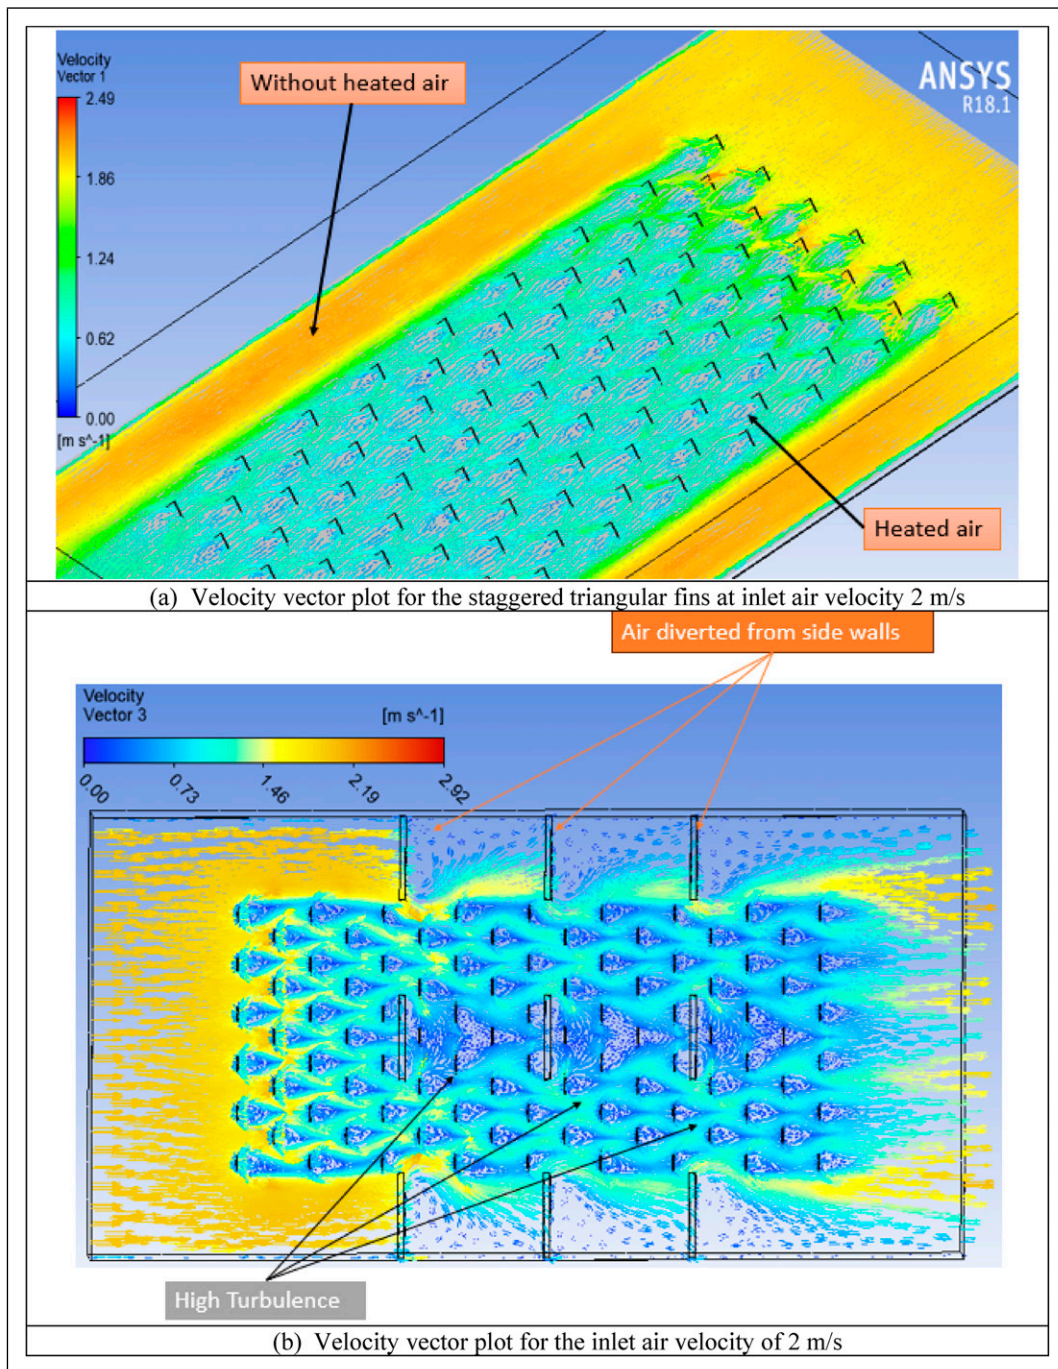 Velocity
Vector 1
2.49
1.86
1.24
0.62
0.00
[m s^-1]
Without heated air
ANSYS
R18.1
Heated air
(a) Velocity vector plot for the staggered triangular fins at inlet air velocity 2 m/s
Air diverted from side walls
Velocity
Vector 3
[m s^-1]
0.00
0.73
1.46
2.19
2.92
High Turbulence
(b) Velocity vector plot for the inlet air velocity of 2 m/s